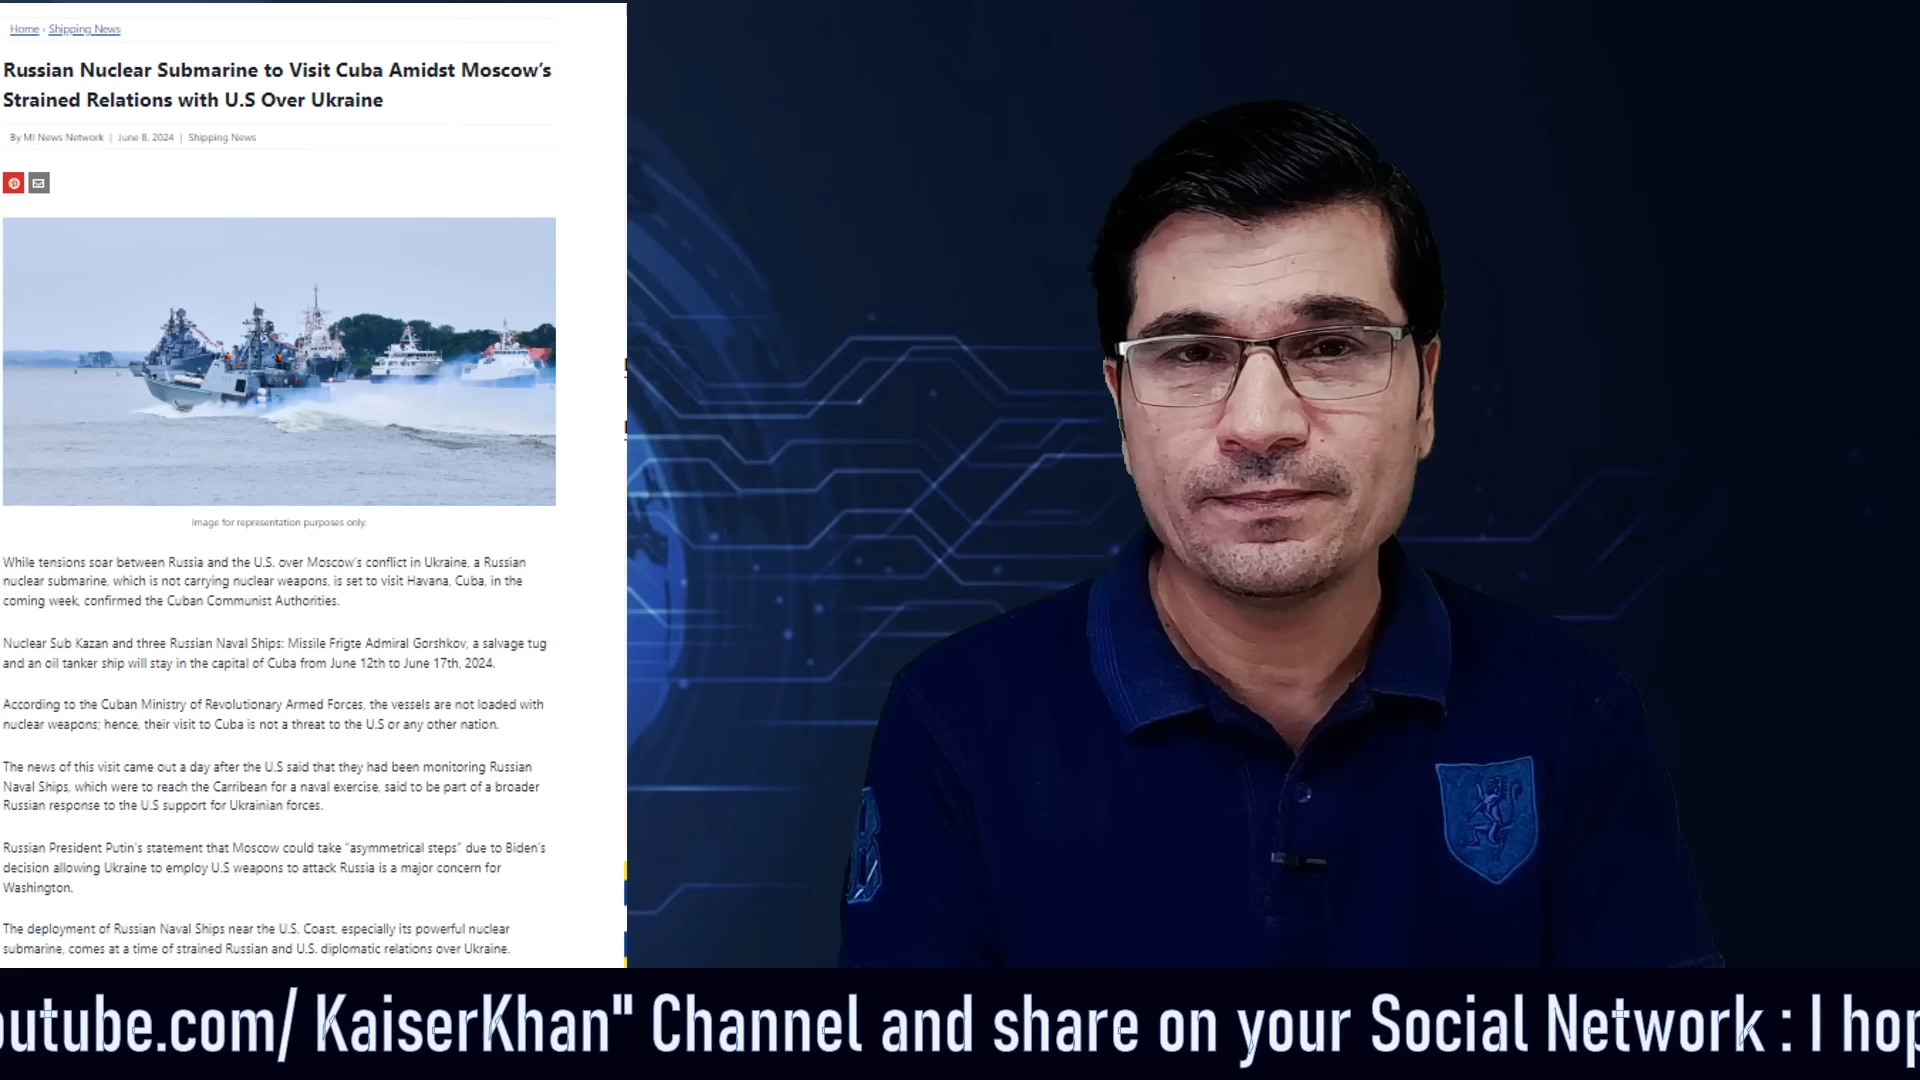 Home › Shipping News
Russian Nuclear Submarine to Visit Cuba Amidst Moscow’s
Strained Relations with U.S Over Ukraine
By MI News Network | June 8, 2024 | Shipping News
Image for representation purposes only.
While tensions soar between Russia and the U.S. over Moscow’s conflict in Ukraine, a Russian
nuclear submarine, which is not carrying nuclear weapons, is set to visit Havana, Cuba, in the
coming week, confirmed the Cuban Communist Authorities.
Nuclear Sub Kazan and three Russian Naval Ships: Missile Frigte Admiral Gorshkov, a salvage tug
and an oil tanker ship will stay in the capital of Cuba from June 12th to June 17th, 2024.
According to the Cuban Ministry of Revolutionary Armed Forces, the vessels are not loaded with
nuclear weapons; hence, their visit to Cuba is not a threat to the U.S or any other nation.
The news of this visit came out a day after the U.S said that they had been monitoring Russian
Naval Ships, which were to reach the Carribean for a naval exercise, said to be part of a broader
Russian response to the U.S support for Ukrainian forces.
Russian President Putin’s statement that Moscow could take “asymmetrical steps” due to Biden’s
decision allowing Ukraine to employ U.S weapons to attack Russia is a major concern for
Washington.
The deployment of Russian Naval Ships near the U.S. Coast, especially its powerful nuclear
submarine, comes at a time of strained Russian and U.S. diplomatic relations over Ukraine.
outube.com/ KaiserKhan" Channel and share on your Social Network : I hop